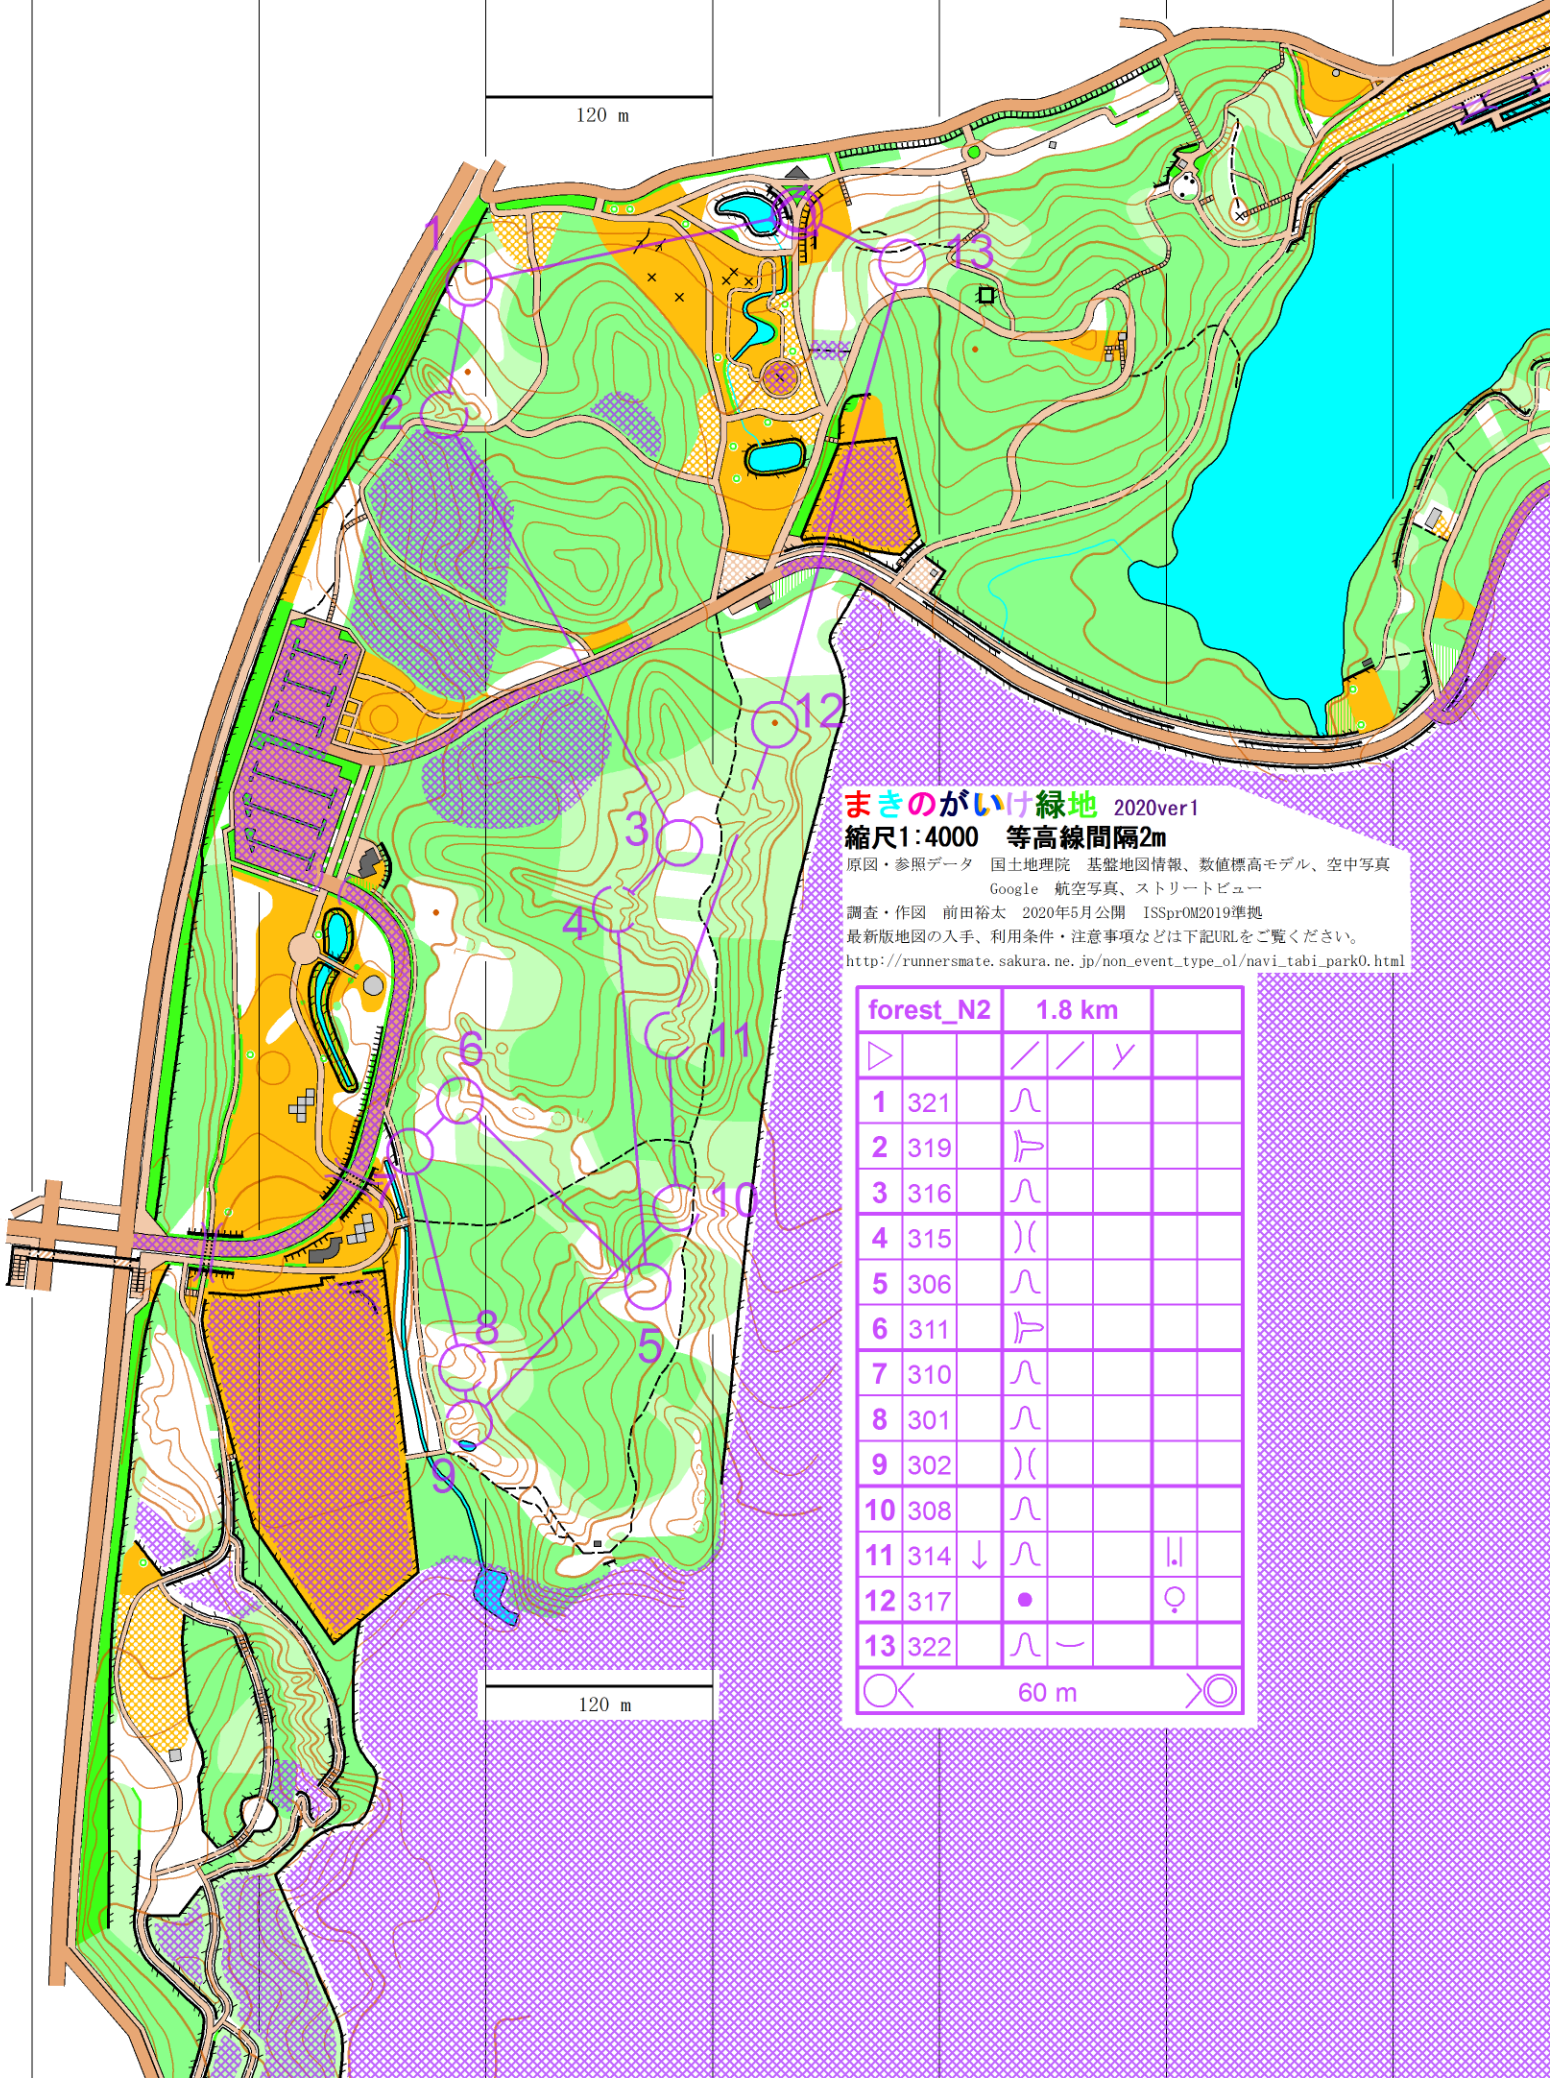 120 m
1
13
2
12
3
4
11
6
10
7
5
8
9
まきのがいけ緑地 2020ver1
縮尺1:4000 等高線間隔2m
原図・参照データ 国土地理院 基盤地図情報、数値標高モデル、空中写真
Google 航空写真、ストリートビュー
調査・作図 前田裕太 2020年5月公開 ISSprOM2019準拠
最新版地図の入手、利用条件・注意事項などは下記URLをご覧ください。
http://runnersmate.sakura.ne.jp/non_event_type_ol/navi_tabi_park0.html
forest_N2 1.8 km
1 321
2 319
3 316
4 315
5 306
6 311
7 310
8 301
9 302
10 308
11 314
12 317
13 322
60 m
120 m